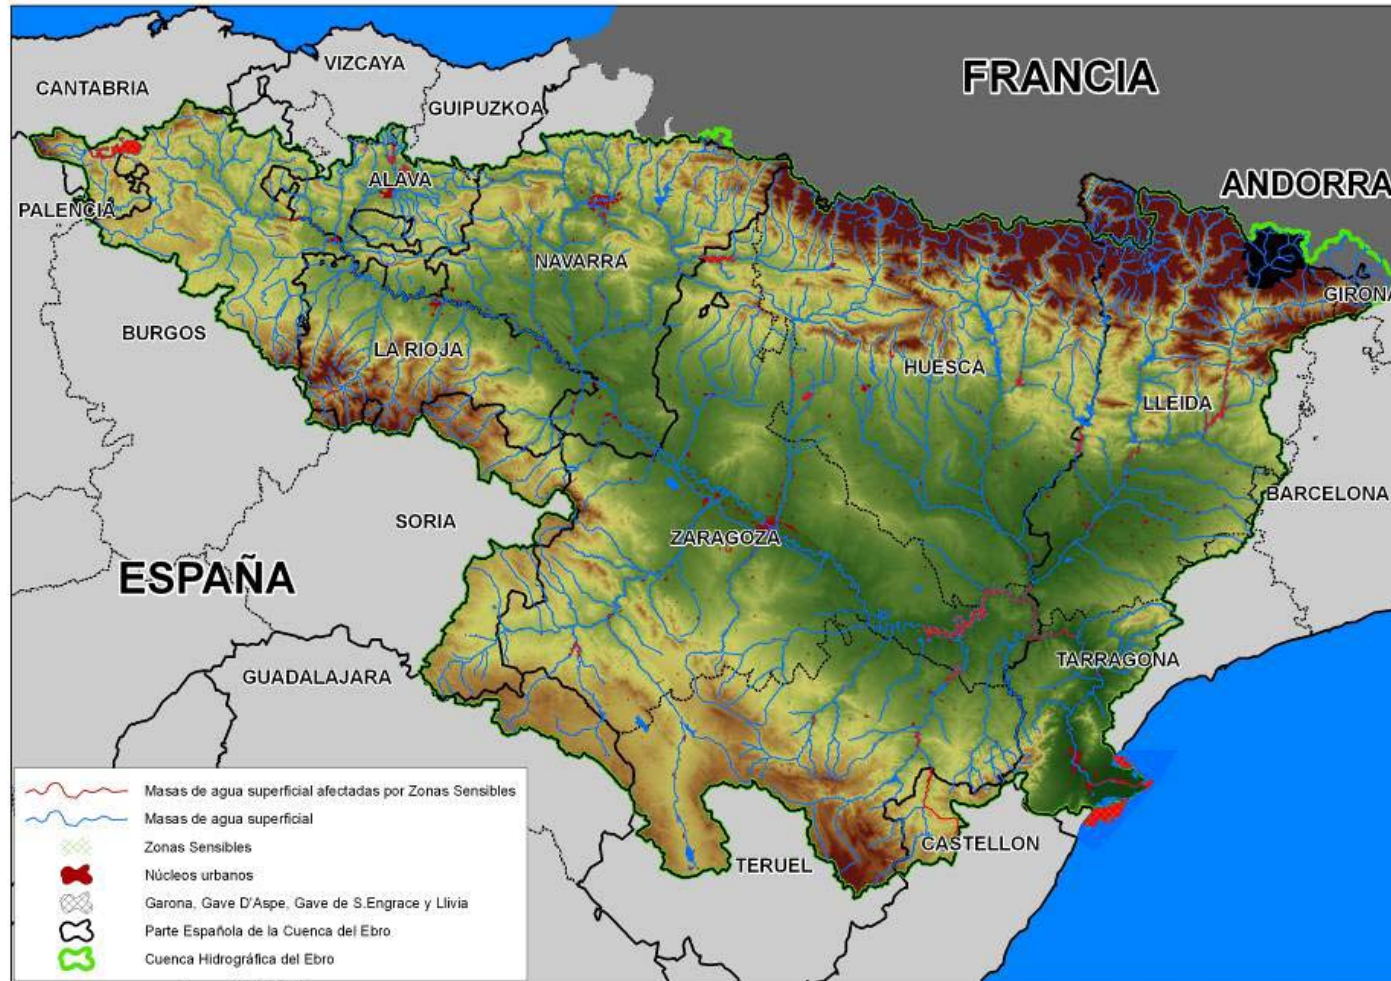 VIZCAYA
FRANCIA
CANTABRIA
GUIPUZKOA
ALAVA
ANDORRA
PALENCIA
NAVARRA
GIRONA
BURGOS
LA RIOJA
HUESCA
LLEIDA
BARCELONA
SORIA
ZARAGOZA
ESPAÑA
TARRAGONA
GUADALAJARA
CASTELLON
TERUEL
Masas de agua superficial afectadas por Zonas Sensibles
Masas de agua superficial
Zonas Sensibles
Núcleos urbanos
Garona, Gave D'Aspe, Gave de S.Engrace y Llivia
Parte Española de la Cuenca del Ebro
Cuenca Hidrográfica del Ebro